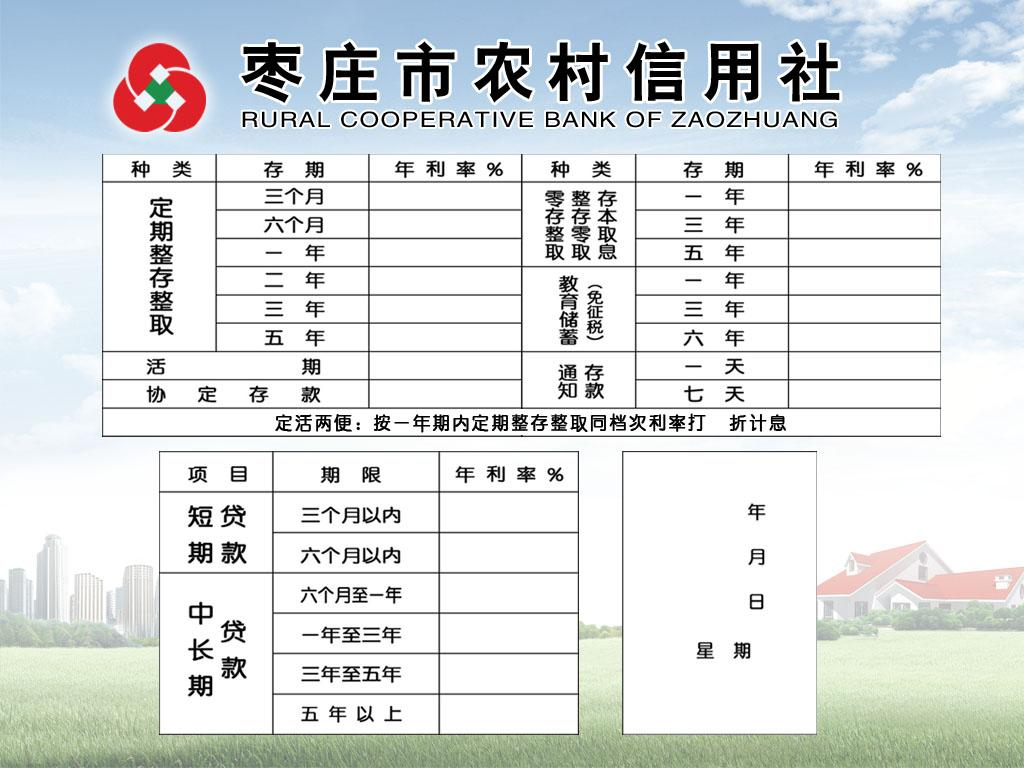 枣庄市农村信用社
RURAL COOPERATIVE BANK OF ZAOZHUANG
种 类 存 期 年利率% 种 类 存 期 年利率%
定期整存整取
三个月
六个月
一 年
二 年
三 年
五 年
活 期
协 定 存 款
零存整取
整存零取
存本取息
一 年
三 年
五 年
教育储蓄
(免征税)
一 年
三 年
六 年
通知
存款
一 天
七 天
定活两便：按一年期内定期整存整取同档次利率打 折计息
项 目 期 限 年利率%
短期
贷款
三个月以内
六个月以内
中长期
贷款
六个月至一年
一年至三年
三年至五年
五年以上
年
月
日
星 期